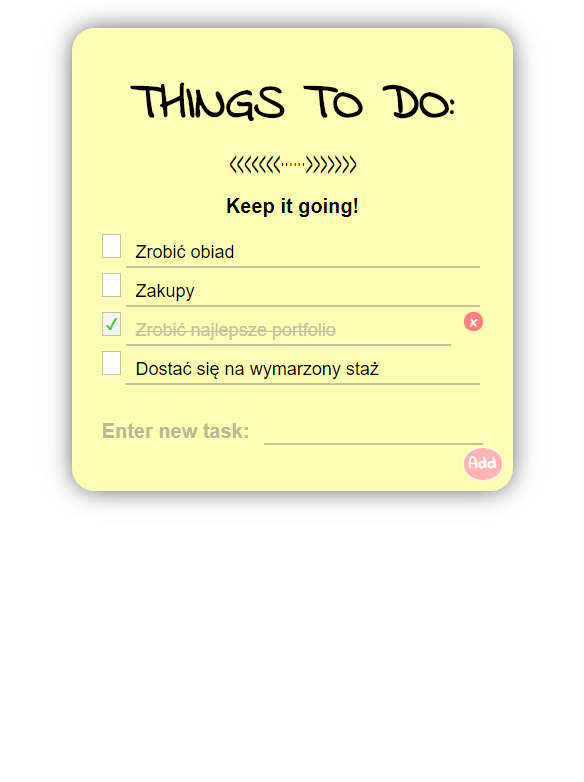 THINGS TO DO:
<<<<<<<······>>>>>>>
Keep it going!
Zrobić obiad
Zakupy
✓ Zrobić najlepsze portfolio x
Dostać się na wymarzony staż
Enter new task:
Add